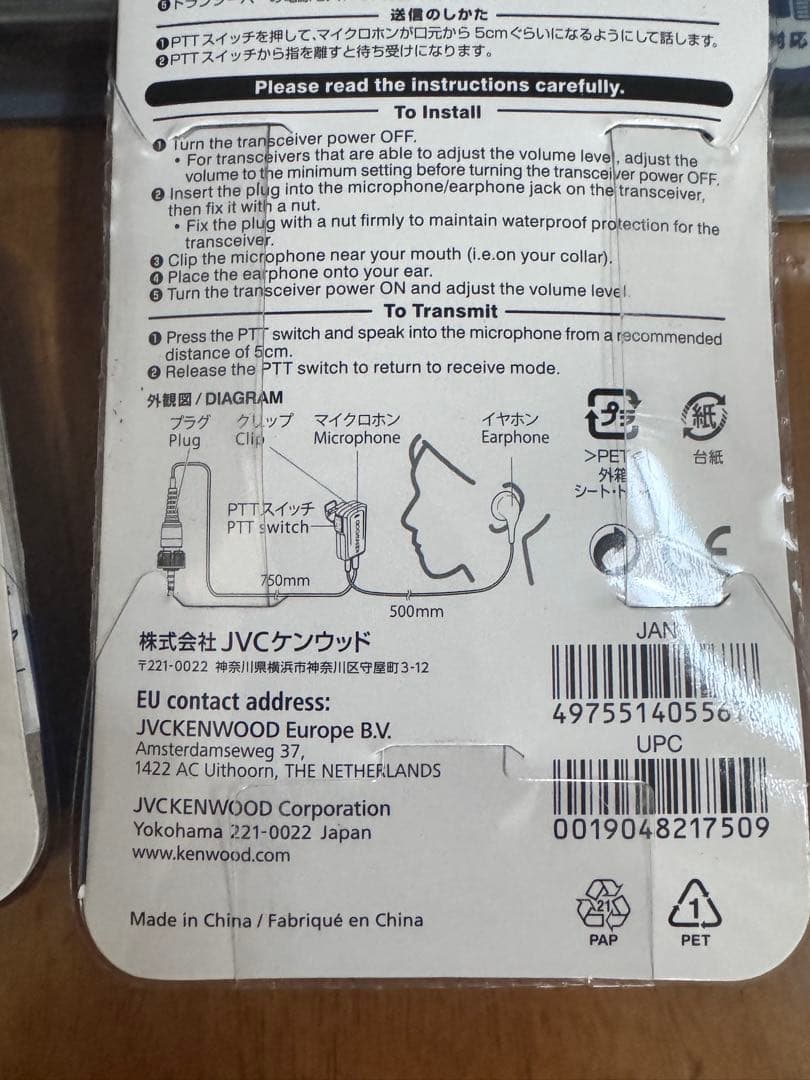 送信のしかた
❶PTTスイッチを押して、マイクロホンが口元から 5cmぐらいになるようにして話します。
❷PTTスイッチから指を離すと待ち受けになります。
対応
Please read the instructions carefully.
To Install
❶ Turn the transceiver power OFF.
• For transceivers that are able to adjust the volume level, adjust the
volume to the minimum setting before turning the transceiver power OFF.
❷ Insert the plug into the microphone/earphone jack on the transceiver,
then fix it with a nut.
• Fix the plug with a nut firmly to maintain waterproof protection for the
transceiver.
❸ Clip the microphone near your mouth (i.e.on your collar).
❹ Place the earphone onto your ear.
❺ Turn the transceiver power ON and adjust the volume level.
To Transmit
❶ Press the PTT switch and speak into the microphone from a recommended
distance of 5cm.
❷ Release the PTT switch to return to receive mode.
外観図 / DIAGRAM
プラグ
Plug
クリップ
Clip
マイクロホン
Microphone
イヤホン
Earphone
PTTスイッチ
PTT switch
KENWOOD
750mm
500mm
プラ
>PET<
外箱
シート・トレイ
紙
台紙
CE
株式会社 JVCケンウッド
〒221-0022 神奈川県横浜市神奈川区守屋町3-12
EU contact address:
JVCKENWOOD Europe B.V.
Amsterdamseweg 37,
1422 AC Uithoorn, THE NETHERLANDS
JVCKENWOOD Corporation
Yokohama 221-0022 Japan
www.kenwood.com
JAN
UPC
0019048217509
Made in China / Fabriqué en China
21
PAP
1
PET